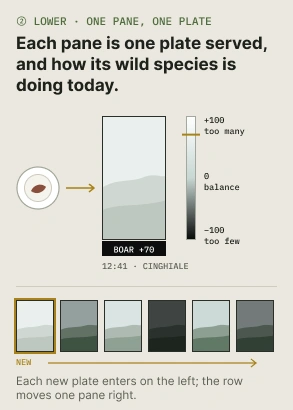 ② LOWER · ONE PANE, ONE PLATE
Each pane is one plate served,
and how its wild species is
doing today.
+100
too many
0
balance
−100
too few
BOAR +70
12:41 · CINGHIALE
NEW
Each new plate enters on the left; the row
moves one pane right.